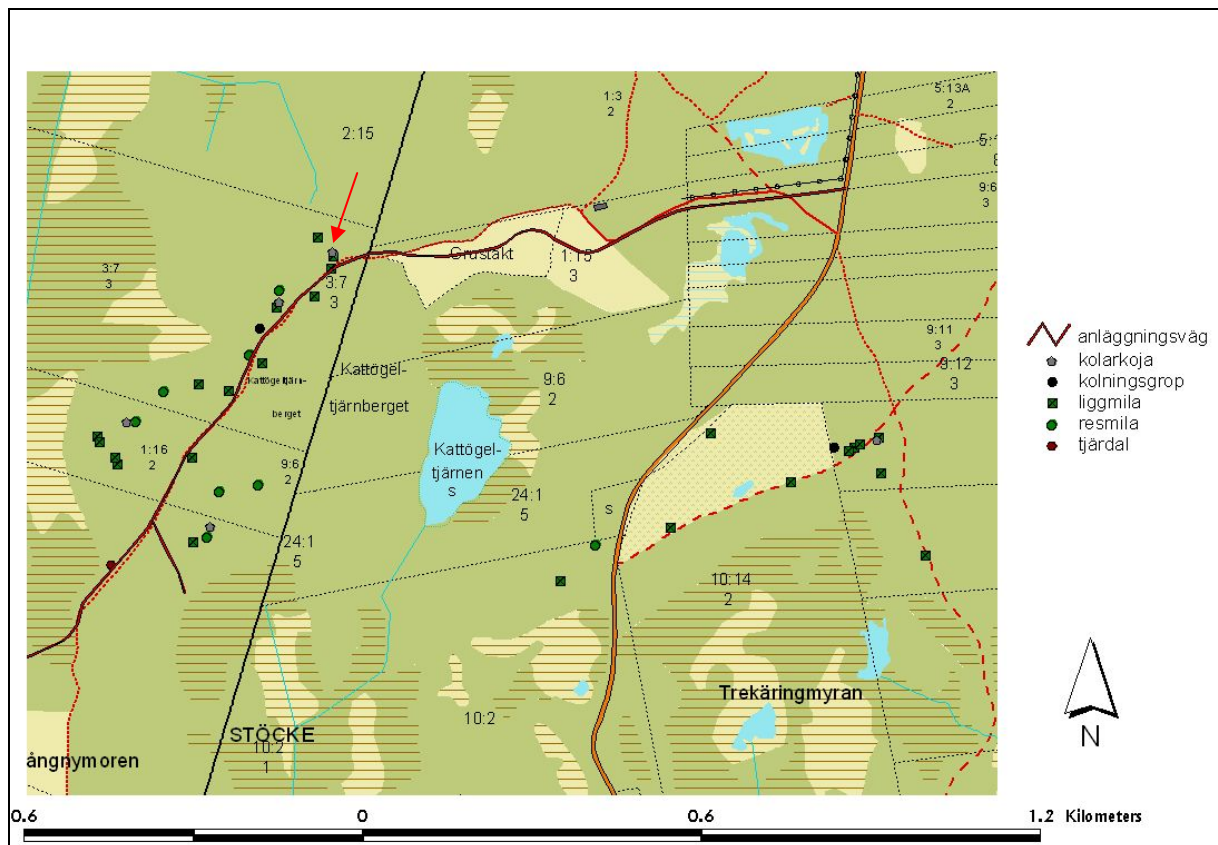 1:3
2
5:13A
2
2:15
9:6
3
3:7
3
Grustäkt
1:15
3
3:7
3
9:11
3
9:12
3
Kattögeltjärn-
berget
Kattögel-
tjärnberget
9:6
2
Kattögel-
tjärnen
s
1:16
2
9:6
2
24:1
5
s
24:1
5
10:14
2
Trekäringmyran
10:2
STÖCKE
10:2
1
ångnymoren
anläggningsväg
kolarkoja
kolningsgrop
liggmila
resmila
tjärdal
N
0.6 0 0.6 1.2 Kilometers